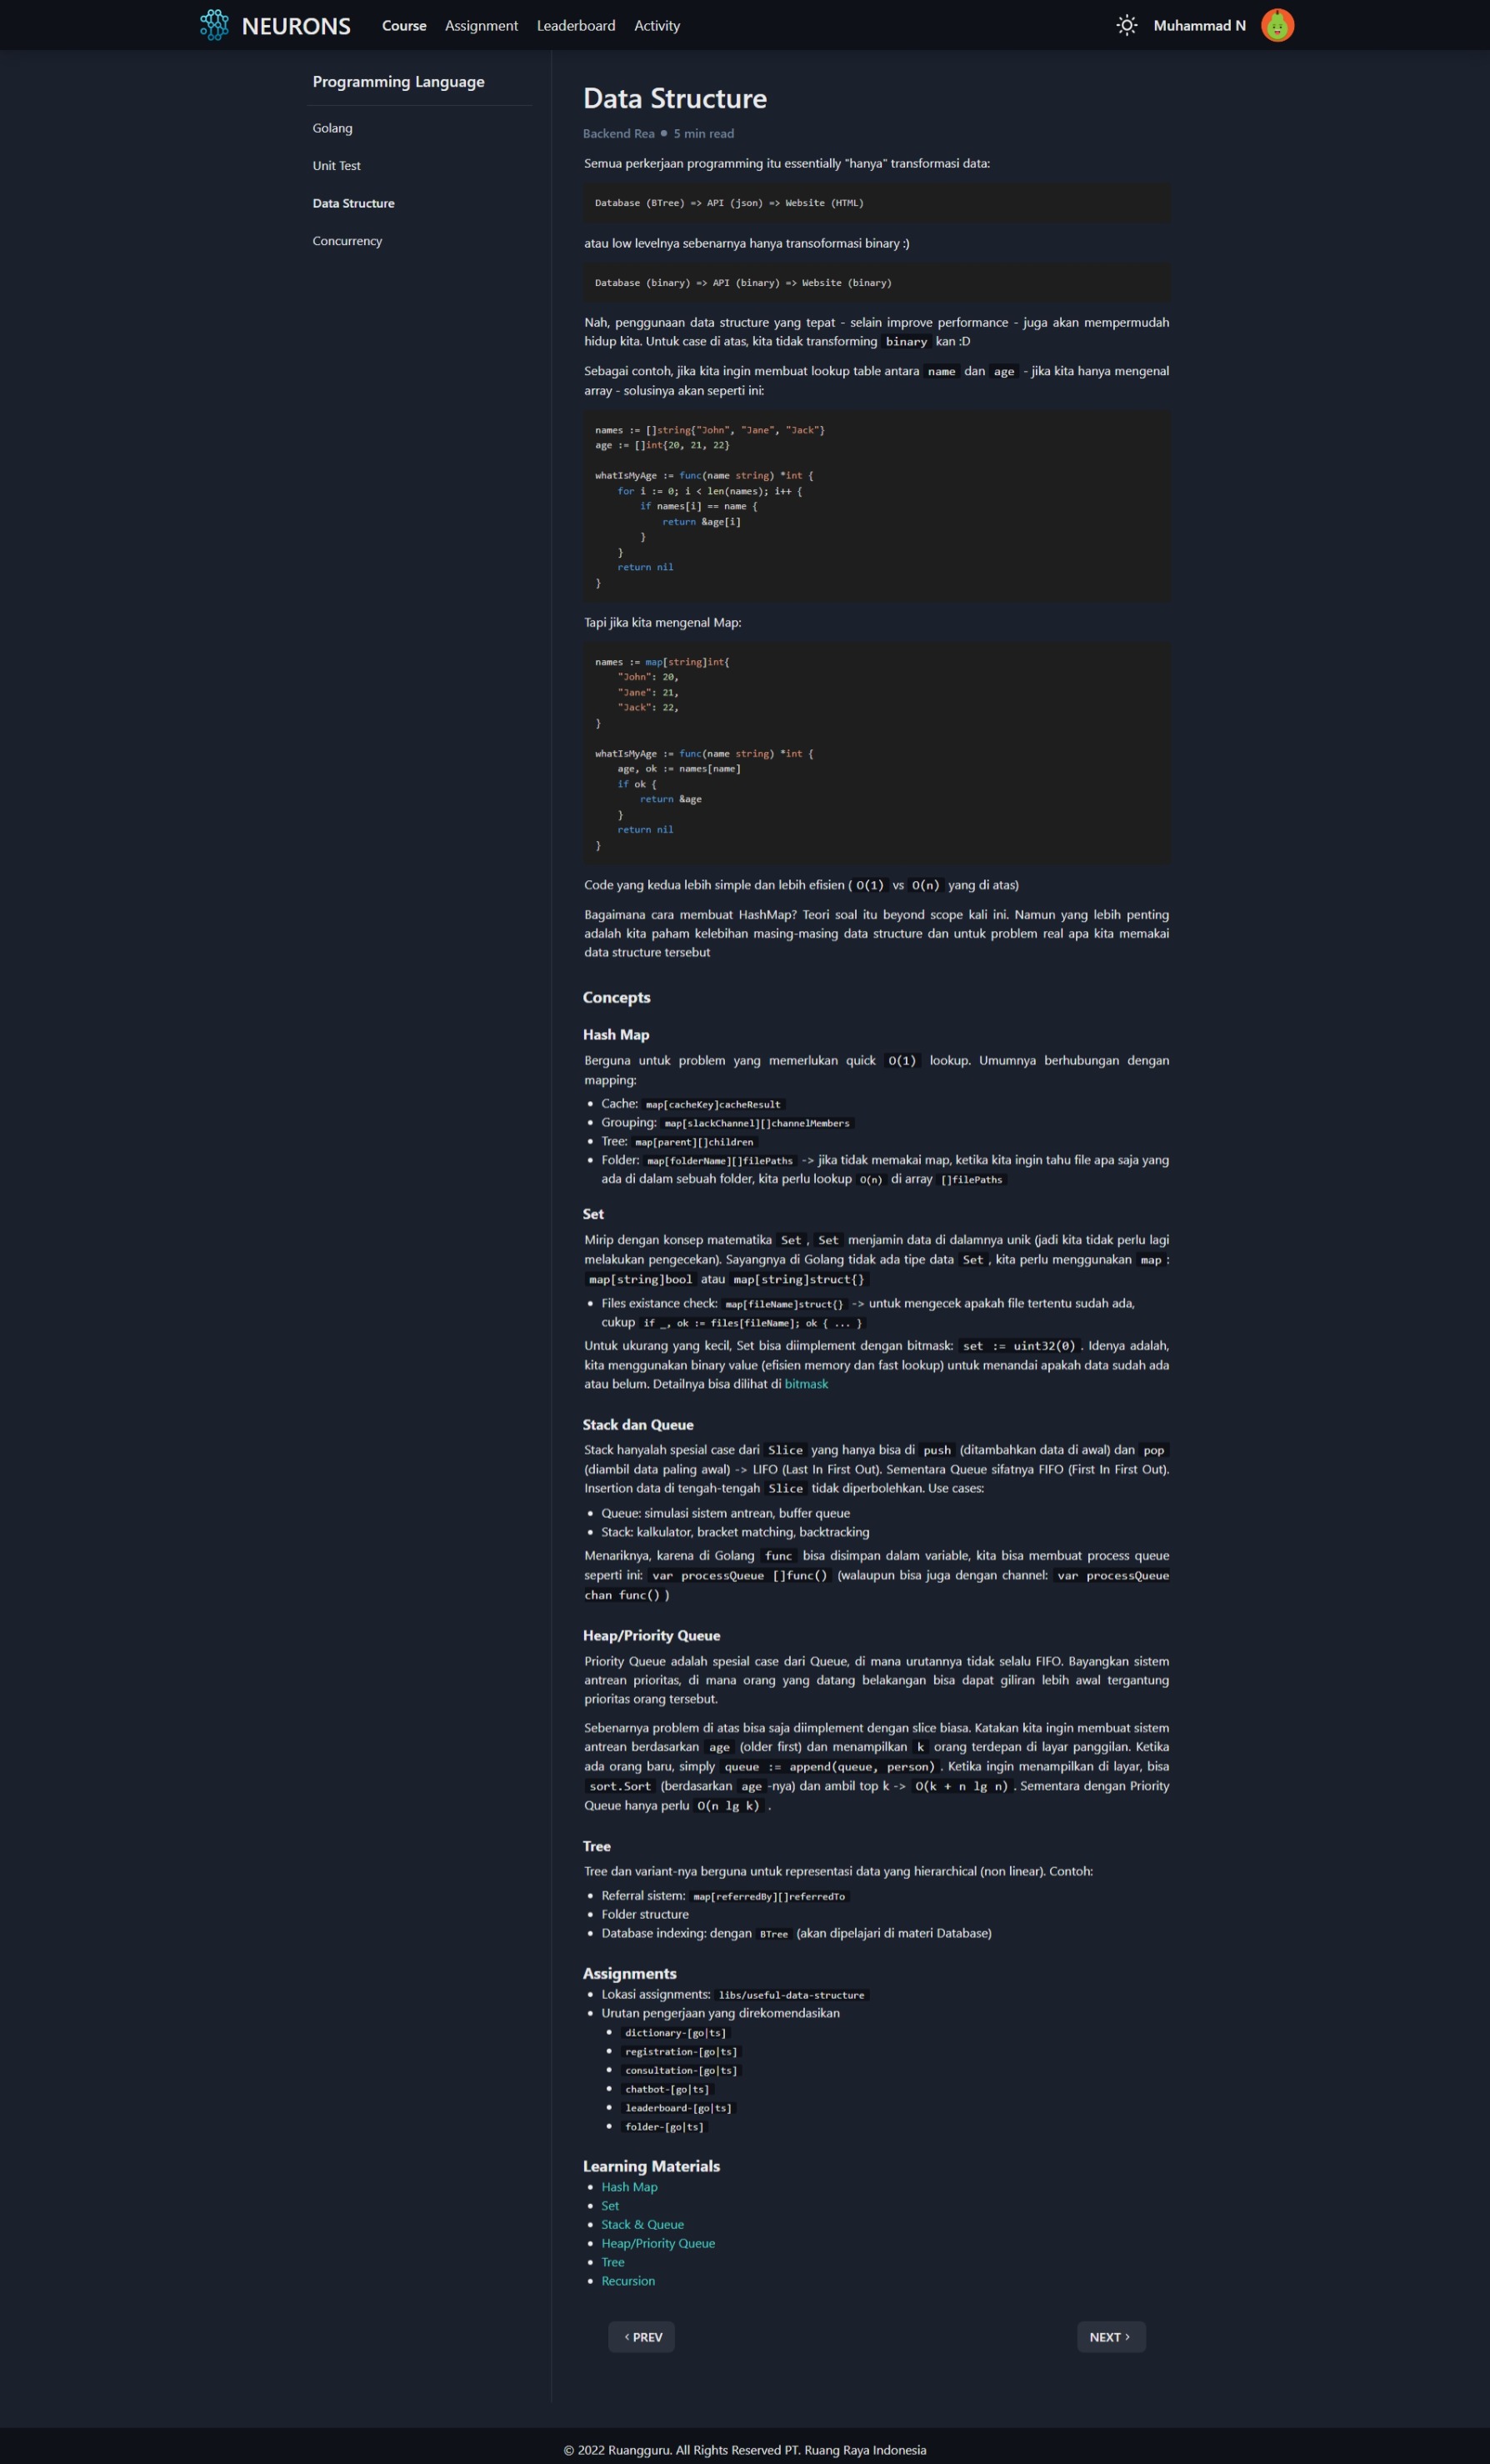 NEURONS
Course Assignment Leaderboard Activity
Muhammad N
Programming Language
Golang
Unit Test
Data Structure
Concurrency
Data Structure
Backend Rea • 5 min read
Semua perkerjaan programming itu essentially "hanya" transformasi data:
Database (BTree) => API (json) => Website (HTML)
atau low levelnya sebenarnya hanya transoformasi binary :)
Database (binary) => API (binary) => Website (binary)
Nah, penggunaan data structure yang tepat - selain improve performance - juga akan mempermudah
hidup kita. Untuk case di atas, kita tidak transforming binary kan :D
Sebagai contoh, jika kita ingin membuat lookup table antara name dan age - jika kita hanya mengenal
array - solusinya akan seperti ini:
names := []string{"John", "Jane", "Jack"}
age := []int{20, 21, 22}
whatIsMyAge := func(name string) *int {
for i := 0; i < len(names); i++ {
if names[i] == name {
return &age[i]
}
}
return nil
}
Tapi jika kita mengenal Map:
names := map[string]int{
"John": 20,
"Jane": 21,
"Jack": 22,
}
whatIsMyAge := func(name string) *int {
age, ok := names[name]
if ok {
return &age
}
return nil
}
Code yang kedua lebih simple dan lebih efisien ( O(1) vs O(n) yang di atas)
Bagaimana cara membuat HashMap? Teori soal itu beyond scope kali ini. Namun yang lebih penting
adalah kita paham kelebihan masing-masing data structure dan untuk problem real apa kita memakai
data structure tersebut
Concepts
Hash Map
Berguna untuk problem yang memerlukan quick O(1) lookup. Umumnya berhubungan dengan
mapping:
• Cache: map[cacheKey]cacheResult
• Grouping: map[slackChannel][]channelMembers
• Tree: map[parent][]children
• Folder: map[folderName][]filePaths -> jika tidak memakai map, ketika kita ingin tahu file apa saja yang
ada di dalam sebuah folder, kita perlu lookup O(n) di array []filePaths
Set
Mirip dengan konsep matematika Set , Set menjamin data di dalamnya unik (jadi kita tidak perlu lagi
melakukan pengecekan). Sayangnya di Golang tidak ada tipe data Set , kita perlu menggunakan map :
map[string]bool atau map[string]struct{}
• Files existance check: map[fileName]struct{} -> untuk mengecek apakah file tertentu sudah ada,
cukup if _, ok := files[fileName]; ok { ... }
Untuk ukurang yang kecil, Set bisa diimplement dengan bitmask: set := uint32(0) . Idenya adalah,
kita menggunakan binary value (efisien memory dan fast lookup) untuk menandai apakah data sudah ada
atau belum. Detailnya bisa dilihat di bitmask
Stack dan Queue
Stack hanyalah spesial case dari Slice yang hanya bisa di push (ditambahkan data di awal) dan pop
(diambil data paling awal) -> LIFO (Last In First Out). Sementara Queue sifatnya FIFO (First In First Out).
Insertion data di tengah-tengah Slice tidak diperbolehkan. Use cases:
• Queue: simulasi sistem antrean, buffer queue
• Stack: kalkulator, bracket matching, backtracking
Menariknya, karena di Golang func bisa disimpan dalam variable, kita bisa membuat process queue
seperti ini: var processQueue []func() (walaupun bisa juga dengan channel: var processQueue
chan func() )
Heap/Priority Queue
Priority Queue adalah spesial case dari Queue, di mana urutannya tidak selalu FIFO. Bayangkan sistem
antrean prioritas, di mana orang yang datang belakangan bisa dapat giliran lebih awal tergantung
prioritas orang tersebut.
Sebenarnya problem di atas bisa saja diimplement dengan slice biasa. Katakan kita ingin membuat sistem
antrean berdasarkan age (older first) dan menampilkan k orang terdepan di layar panggilan. Ketika
ada orang baru, simply queue := append(queue, person) . Ketika ingin menampilkan di layar, bisa
sort.Sort (berdasarkan age -nya) dan ambil top k -> O(k + n lg n) . Sementara dengan Priority
Queue hanya perlu O(n lg k) .
Tree
Tree dan variant-nya berguna untuk representasi data yang hierarchical (non linear). Contoh:
• Referral sistem: map[referredBy][]referredTo
• Folder structure
• Database indexing: dengan BTree (akan dipelajari di materi Database)
Assignments
• Lokasi assignments: libs/useful-data-structure
• Urutan pengerjaan yang direkomendasikan
• dictionary-[go|ts]
• registration-[go|ts]
• consultation-[go|ts]
• chatbot-[go|ts]
• leaderboard-[go|ts]
• folder-[go|ts]
Learning Materials
• Hash Map
• Set
• Stack & Queue
• Heap/Priority Queue
• Tree
• Recursion
‹ PREV
NEXT ›
© 2022 Ruangguru. All Rights Reserved PT. Ruang Raya Indonesia